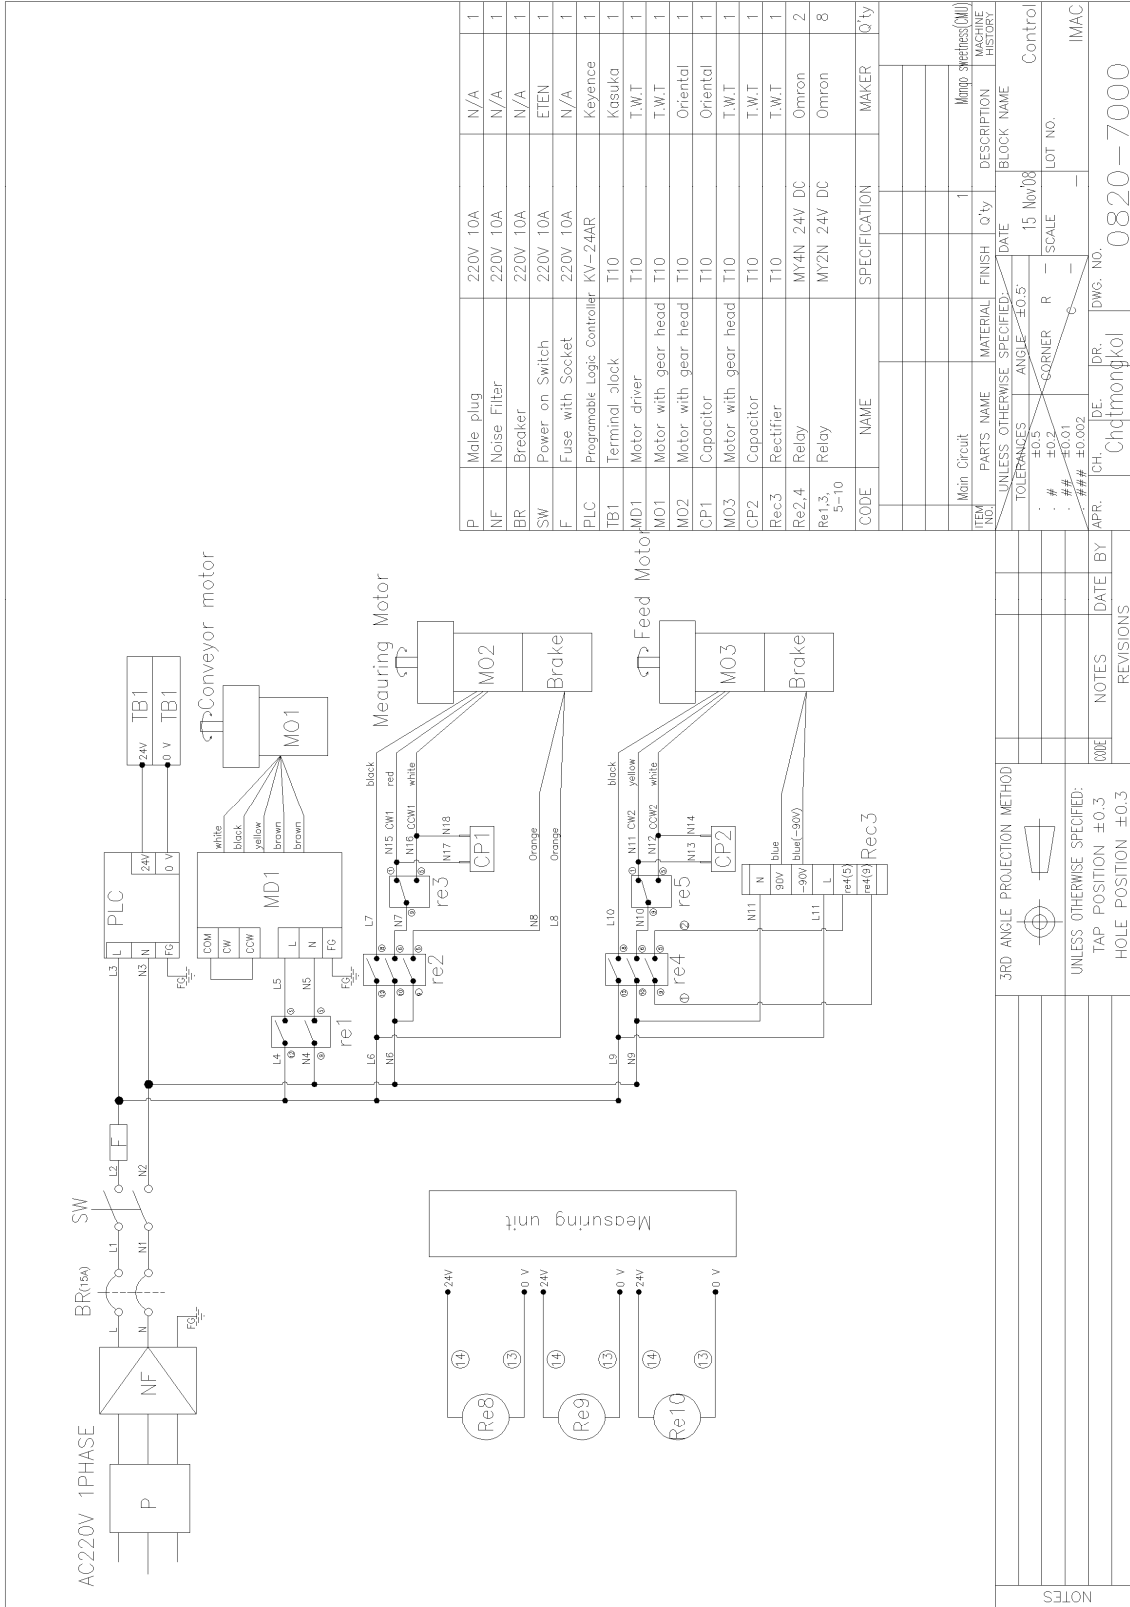 AC220V 1PHASE
P
NF
L
N
FG
BR(15A)
L1
N1
SW
L2
N2
F
L3
N3
PLC
L
N
FG
FG
24V
0 V
24V
0 V
TB1
TB1
Conveyor motor
MO1
white
black
yellow
brown
brown
MD1
COM
CW
CCW
L
N
FG
FG
L4
N4
L5
N5
re1
Meauring Motor
MO2
Brake
black
red
white
Orange
Orange
L6
N6
L7
N7
N8
L8
re2
re3
N15 CW1
N16 CCW1
N17
N18
CP1
Feed Motor
MO3
Brake
black
yellow
white
blue
blue(-90V)
L9
N9
L10
N10
re4
re5
N11 CW2
N12 CCW2
N13
N14
CP2
N11
L11
N
90V
-90V
L
re4(5)
re4(9)
Rec3
Measuring unit
Re8
14
13
24V
0 V
Re9
14
13
24V
0 V
Re10
14
13
24V
0 V
P Male plug 220V 10A N/A 1
NF Noise Filter 220V 10A N/A 1
BR Breaker 220V 10A N/A 1
SW Power on Switch 220V 10A ETEN 1
F Fuse with Socket 220V 10A N/A 1
PLC Programable Logic Controller KV-24AR Keyence 1
TB1 Terminal block T10 Kasuka 1
MD1 Motor driver T10 T.W.T 1
MO1 Motor with gear head T10 T.W.T 1
MO2 Motor with gear head T10 Oriental 1
CP1 Capacitor T10 Oriental 1
MO3 Motor with gear head T10 T.W.T 1
CP2 Capacitor T10 T.W.T 1
Rec3 Rectifier T10 T.W.T 1
Re2,4 Relay MY4N 24V DC Omron 2
Re1,3, 5-10 Relay MY2N 24V DC Omron 8
CODE NAME SPECIFICATION MAKER Q'ty
Main Circuit 1 Mango sweetness(CMU)
ITEM NO. PARTS NAME MATERIAL FINISH Q'ty DESCRIPTION MACHINE HISTORY
UNLESS OTHERWISE SPECIFIED:
TOLERANCES ANGLE ±0.5°
. ±0.5
. # ±0.2 CORNER R -
. ## ±0.01 C -
. ### ±0.002
DATE
15 Nov'08
SCALE -
BLOCK NAME
Control
LOT NO.
IMAC
APR. CH. DE. DR. DWG. NO.
Chatmongkol
0820-7000
CODE NOTES DATE BY
REVISIONS
3RD ANGLE PROJECTION METHOD
UNLESS OTHERWISE SPECIFIED:
TAP POSITION ±0.3
HOLE POSITION ±0.3
NOTES